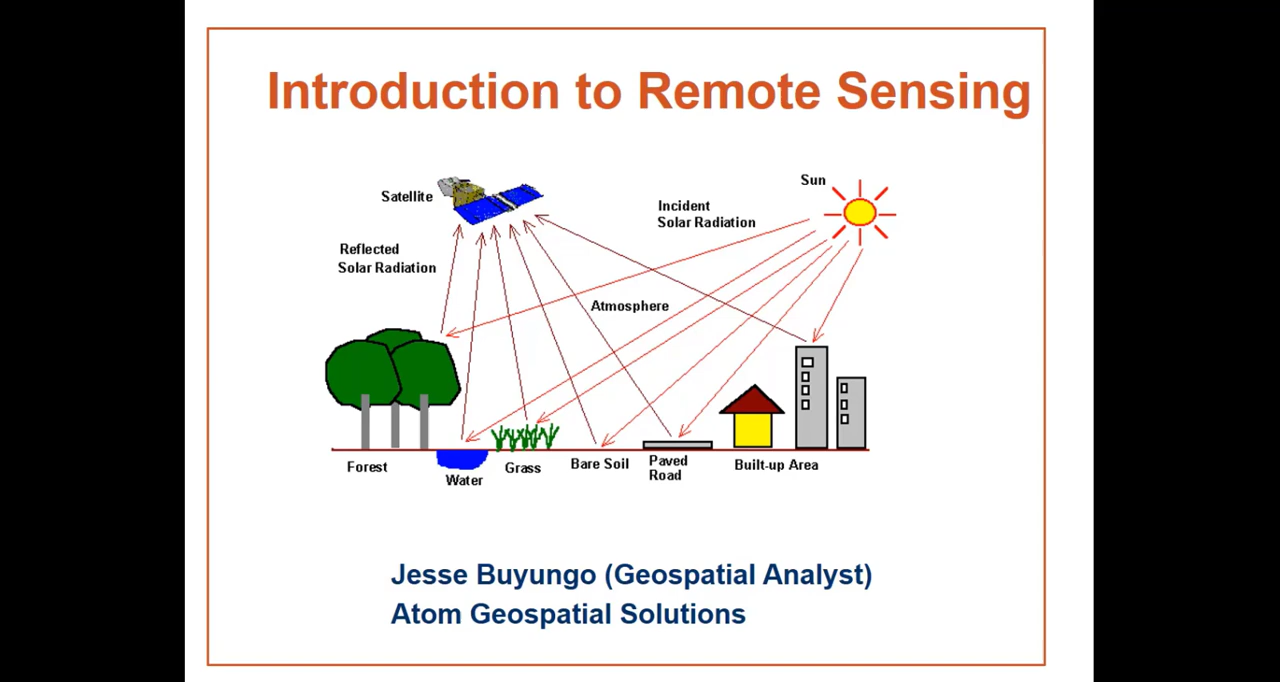 Introduction to Remote Sensing
Satellite
Sun
Incident
Solar Radiation
Reflected
Solar Radiation
Atmosphere
Forest
Water
Grass
Bare Soil
Paved
Road
Built-up Area
Jesse Buyungo (Geospatial Analyst)
Atom Geospatial Solutions